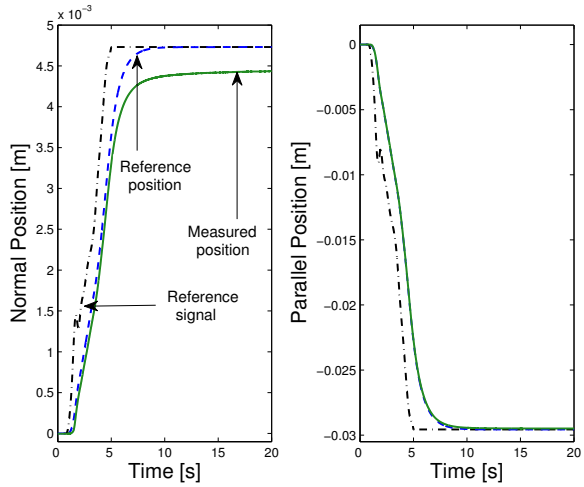 x 10⁻³
5
4.5
4
3.5
3
2.5
2
1.5
1
0.5
0
0
5
10
15
20
Time [s]
Normal Position [m]
Reference
position
Measured
position
Reference
signal
0
−0.005
−0.01
−0.015
−0.02
−0.025
−0.03
0
5
10
15
20
Time [s]
Parallel Position [m]